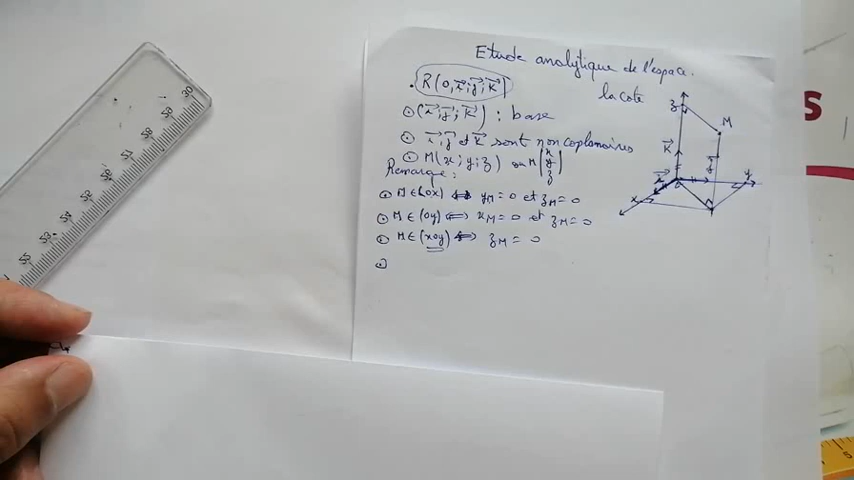 Etude analytique de l'espace.
R(O, i⃗; j⃗; k⃗)
la cote
(i⃗; j⃗; k⃗) : base
i⃗, j⃗ et k⃗ sont non coplanaires
M(x; y; z) ou M(x y z)
Remarque :
M ∈ (ox) ⟺ yM = 0 et zM = 0
M ∈ (oy) ⟺ xM = 0 et zM = 0
M ∈ (xoy) ⟺ zM = 0
z
M
k⃗
y
x
30
S